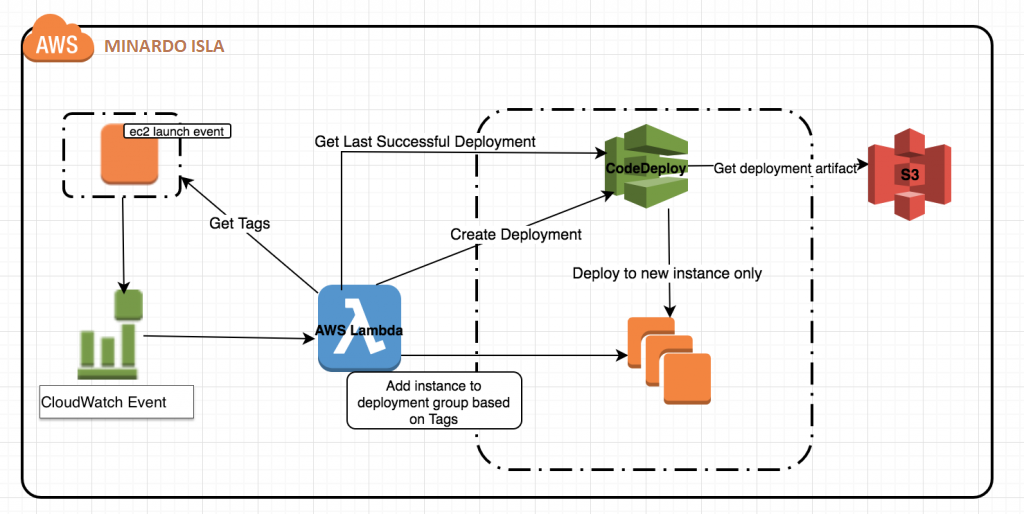 AWS
MINARDO ISLA
ec2 launch event
Get Last Successful Deployment
CodeDeploy
Get deployment artifact
S3
Get Tags
Create Deployment
Deploy to new instance only
AWS Lambda
Add instance to
deployment group based
on Tags
CloudWatch Event